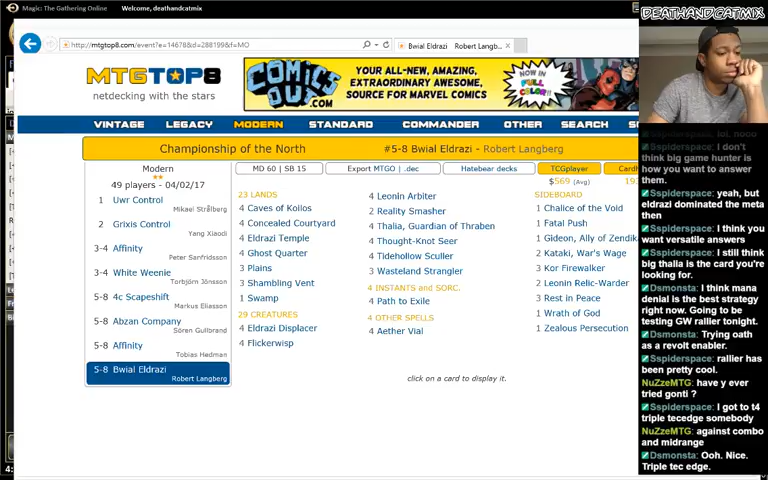 Magic: The Gathering Online
Welcome, deathandcatmix
DEATHANDCATMIX
http://mtgtop8.com/event?e=14678&d=288199&f=MO
Bwial Eldrazi
Robert Langb...
MTGTOP8
netdecking with the stars
COMICS OUT.COM
YOUR ALL-NEW, AMAZING,
EXTRAORDINARY AWESOME,
SOURCE FOR MARVEL COMICS
NOW IN
FULL
COLOR!
VINTAGE
LEGACY
MODERN
STANDARD
COMMANDER
OTHER
SEARCH
Championship of the North
#5-8 Bwial Eldrazi - Robert Langberg
Modern
49 players - 04/02/17
1 Uwr Control
Mikael Strålberg
2 Grixis Control
Yang Xiaodi
3-4 Affinity
Peter Sanfridsson
3-4 White Weenie
Torbjörn Jönsson
5-8 4c Scapeshift
Markus Eliasson
5-8 Abzan Company
Sören Gullbrand
5-8 Affinity
Tobias Hedman
5-8 Bwial Eldrazi
Robert Langberg
MD 60 | SB 15
Export MTGO | .dec
Hatebear decks
TCGplayer
$569 (Avg)
23 LANDS
4 Caves of Koilos
4 Concealed Courtyard
4 Eldrazi Temple
4 Ghost Quarter
3 Plains
3 Shambling Vent
1 Swamp
29 CREATURES
4 Eldrazi Displacer
4 Flickerwisp
4 Leonin Arbiter
2 Reality Smasher
4 Thalia, Guardian of Thraben
4 Thought-Knot Seer
4 Tidehollow Sculler
3 Wasteland Strangler
4 INSTANTS and SORC.
4 Path to Exile
4 OTHER SPELLS
4 Aether Vial
SIDEBOARD
1 Chalice of the Void
1 Fatal Push
1 Gideon, Ally of Zendik
2 Kataki, War's Wage
3 Kor Firewalker
2 Leonin Relic-Warder
3 Rest in Peace
1 Wrath of God
1 Zealous Persecution
click on a card to display it.
Sspiderspace: I don't
think big game hunter is
how you want to answer
them.
Sspiderspace: yeah, but
eldrazi dominated the meta
then
Sspiderspace: I think you
want versatile answers
Sspiderspace: I still think
big thalia is the card you're
looking for.
Dsmonsta: I think mana
denial is the best strategy
right now. Going to be
testing GW rallier tonight.
Dsmonsta: Trying oath
as a revolt enabler.
Sspiderspace: rallier has
been pretty cool.
NuZzeMTG: have y ever
tried gonti ?
Sspiderspace: I got to t4
triple tecedge somebody
NuZzeMTG: against combo
and midrange
Dsmonsta: Ooh. Nice.
Triple tec edge.